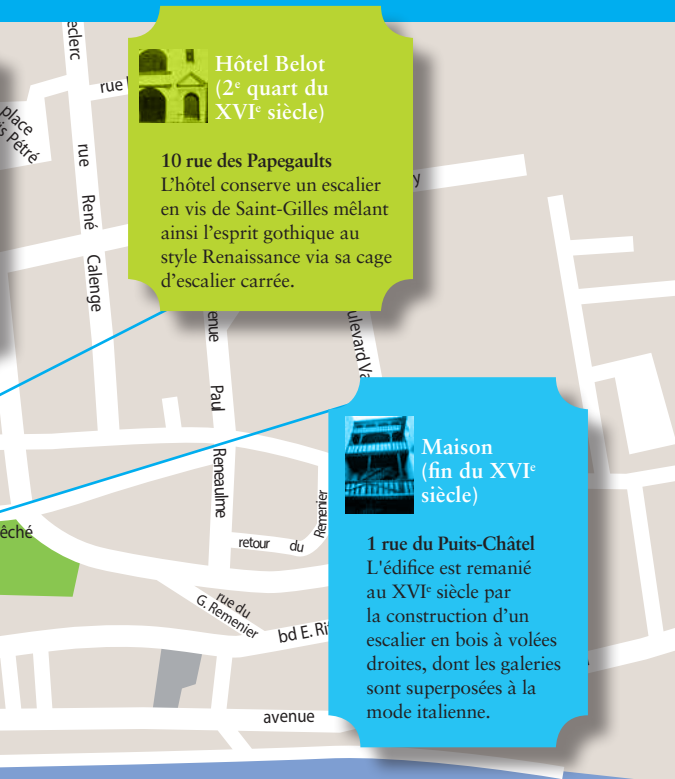 eclerc
rue
place
Pétré
rue
René
Calenge
Hôtel Belot
(2e quart du
XVIe siècle)
10 rue des Papegaults
L'hôtel conserve un escalier
en vis de Saint-Gilles mêlant
ainsi l'esprit gothique au
style Renaissance via sa cage
d'escalier carrée.
y
enue
Paul
Reneaulme
ulevard Va
Maison
(fin du XVIe
siècle)
1 rue du Puits-Châtel
L'édifice est remanié
au XVIe siècle par
la construction d'un
escalier en bois à volées
droites, dont les galeries
sont superposées à la
mode italienne.
êché
retour du Remenier
rue du
G. Remenier
bd E. Ri
avenue